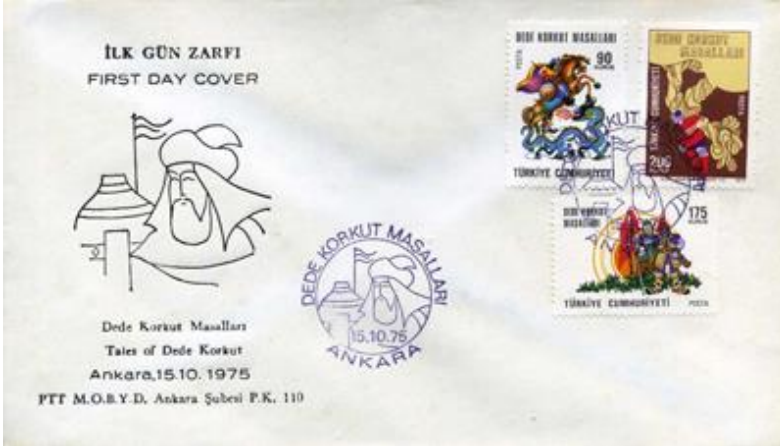 İLK GÜN ZARFI
FIRST DAY COVER
Dede Korkut Masalları
Tales of Dede Korkut
Ankara,15.10.1975
PTT M.O.B.Y.D. Ankara Şubesi P.K. 110
DEDE KORKUT MASALLARI
15.10.75
ANKARA
DEDE KORKUT MASALLARI
POSTA
90
KURUŞ
TÜRKİYE CUMHURİYETİ
DEDE KORKUT
MASALLARI
TÜRKİYE CUMHURİYETİ
200
DEDE KORKUT
MASALLARI
175
TÜRKİYE CUMHURİYETİ
POSTA
KORKUT